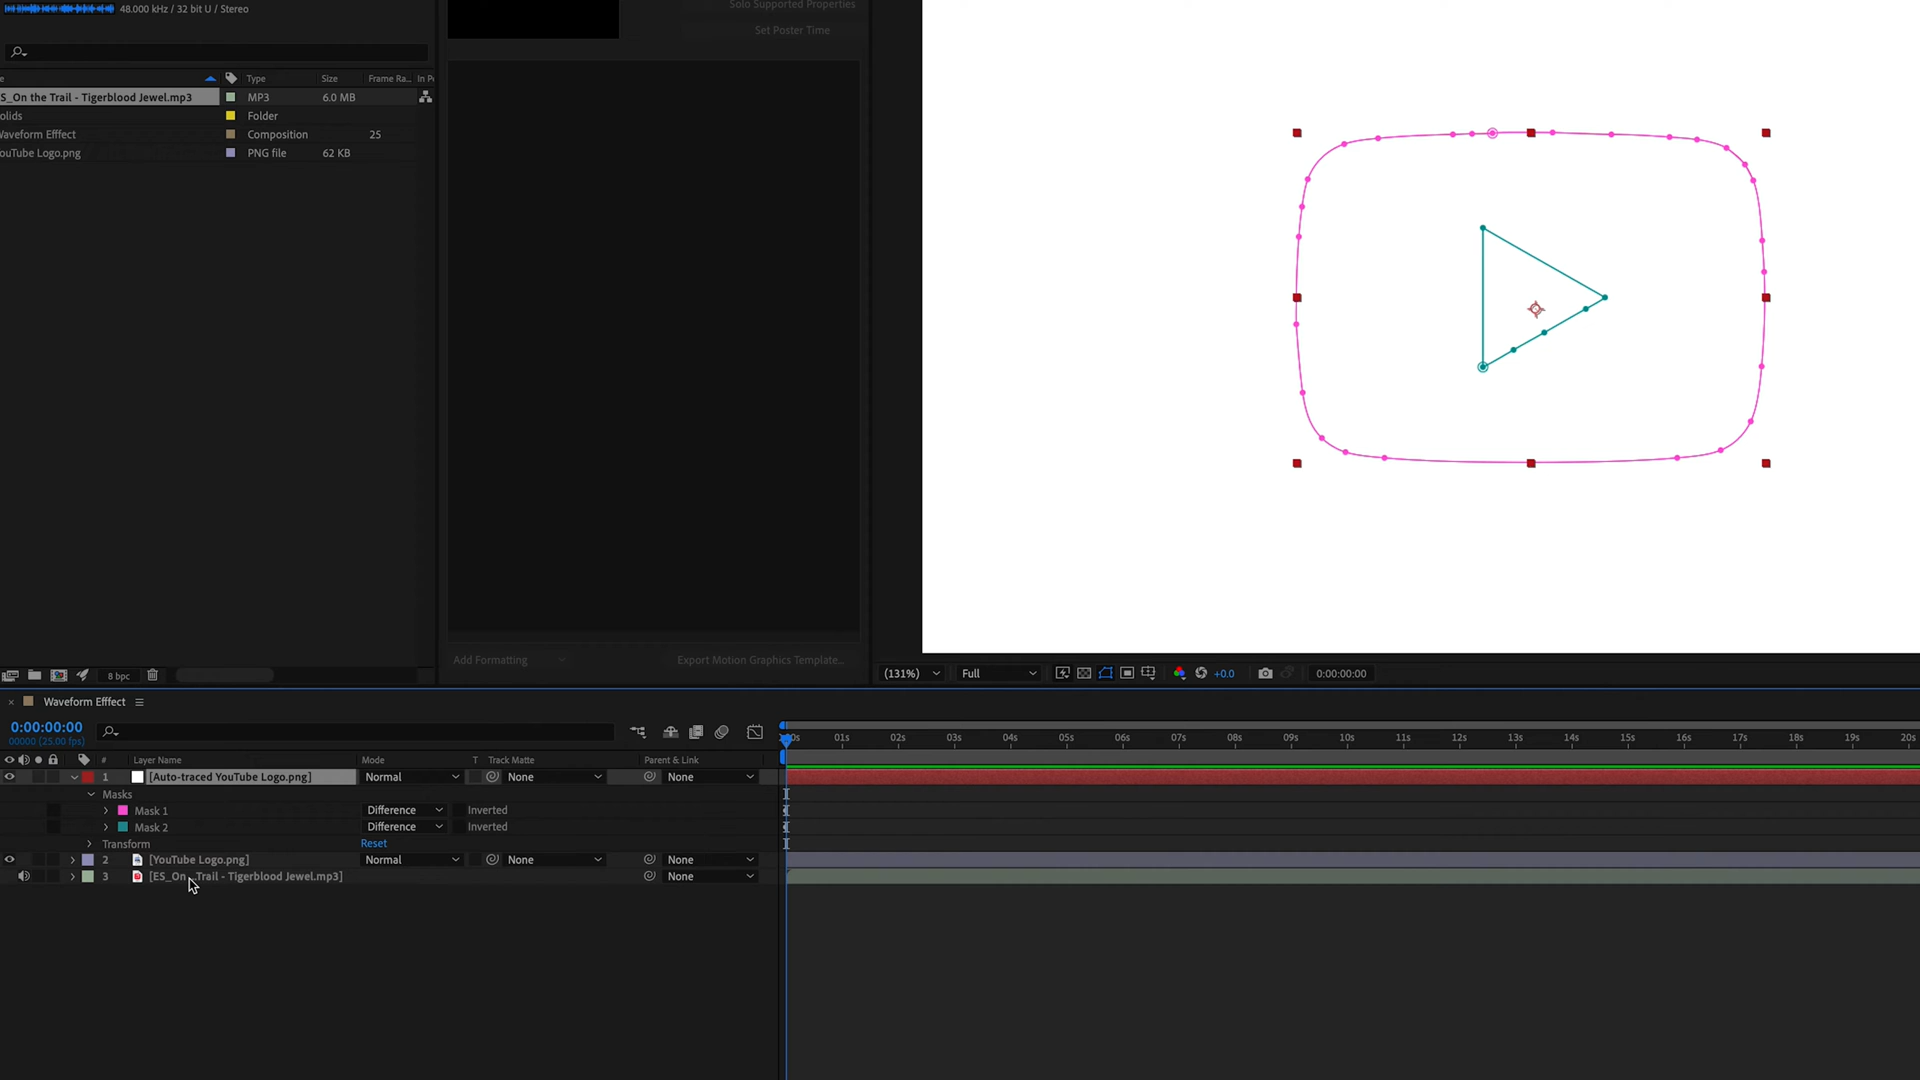 48.000 kHz / 32 bit U / Stereo
Solo Supported Properties
Set Poster Time
e Type Size Frame Ra... In P
S_On the Trail - Tigerblood Jewel.mp3 MP3 6.0 MB
olids Folder
Waveform Effect Composition 25
ouTube Logo.png PNG file 62 KB
Add Formatting Export Motion Graphics Template...
8 bpc
(131%) Full +0.0 0:00:00:00
Waveform Effect
0:00:00:00
00000 (25.00 fps)
00s 01s 02s 03s 04s 05s 06s 07s 08s 09s 10s 11s 12s 13s 14s 15s 16s 17s 18s 19s 20s
# Layer Name Mode T Track Matte Parent & Link
1 [Auto-traced YouTube Logo.png] Normal None None
Masks
Mask 1 Difference Inverted
Mask 2 Difference Inverted
Transform Reset
2 [YouTube Logo.png] Normal None None
3 [ES_On Trail - Tigerblood Jewel.mp3] None